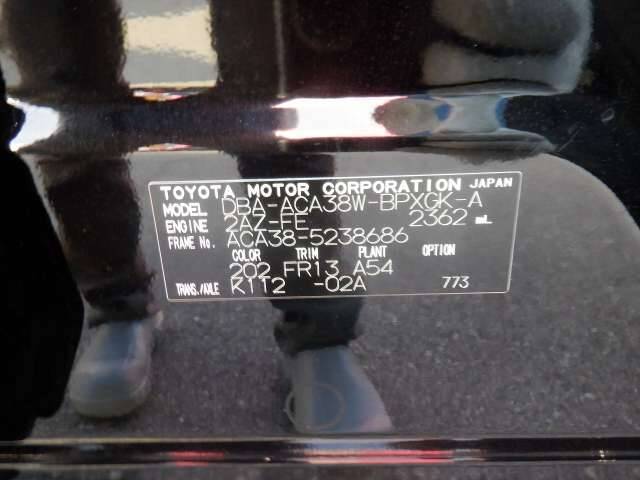 TOYOTA MOTOR CORPORATION JAPAN
MODEL DBA-ACA38W-BPXGK-A
ENGINE 2AZ-FE 2362 mL
FRAME No. ACA38-5238686
COLOR TRIM PLANT OPTION
202 FR13 A54
TRANS./AXLE K112 -02A 773